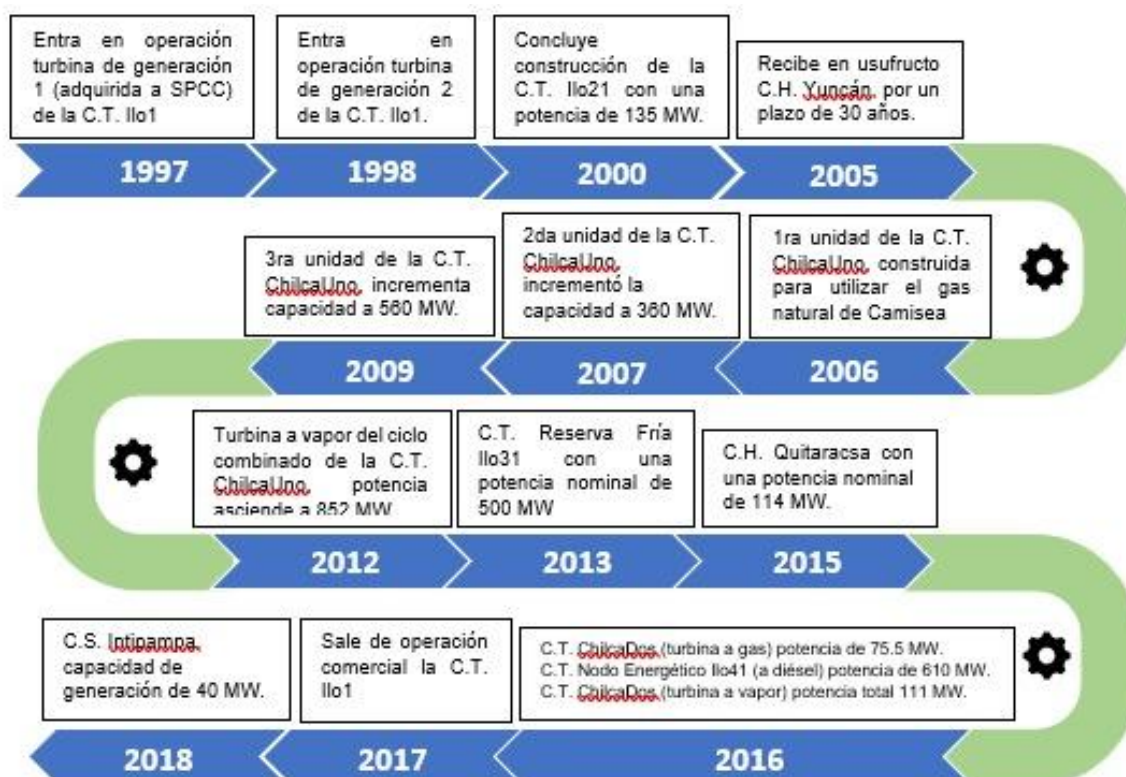 Entra en operación
turbina de generación
1 (adquirida a SPCC)
de la C.T. Ilo1
1997
Entra en
operación turbina
de generación 2
de la C.T. Ilo1.
1998
Concluye
construcción de la
C.T. Ilo21 con una
potencia de 135 MW.
2000
Recibe en usufructo
C.H. Yuncán, por un
plazo de 30 años.
2005
1ra unidad de la C.T.
ChilcaUno, construida
para utilizar el gas
natural de Camisea
2006
2da unidad de la C.T.
ChilcaUno,
incrementó la
capacidad a 360 MW.
2007
3ra unidad de la C.T.
ChilcaUno, incrementa
capacidad a 560 MW.
2009
Turbina a vapor del ciclo
combinado de la C.T.
ChilcaUno, potencia
asciende a 852 MW
2012
C.T. Reserva Fría
Ilo31 con una
potencia nominal de
500 MW
2013
C.H. Quitaracsa con
una potencia nominal
de 114 MW.
2015
C.T. ChilcaDos (turbina a gas) potencia de 75.5 MW.
C.T. Nodo Energético Ilo41 (a diésel) potencia de 610 MW.
C.T. ChilcaDos (turbina a vapor) potencia total 111 MW.
2016
Sale de operación
comercial la C.T.
Ilo1
2017
C.S. Intipampa,
capacidad de
generación de 40 MW.
2018